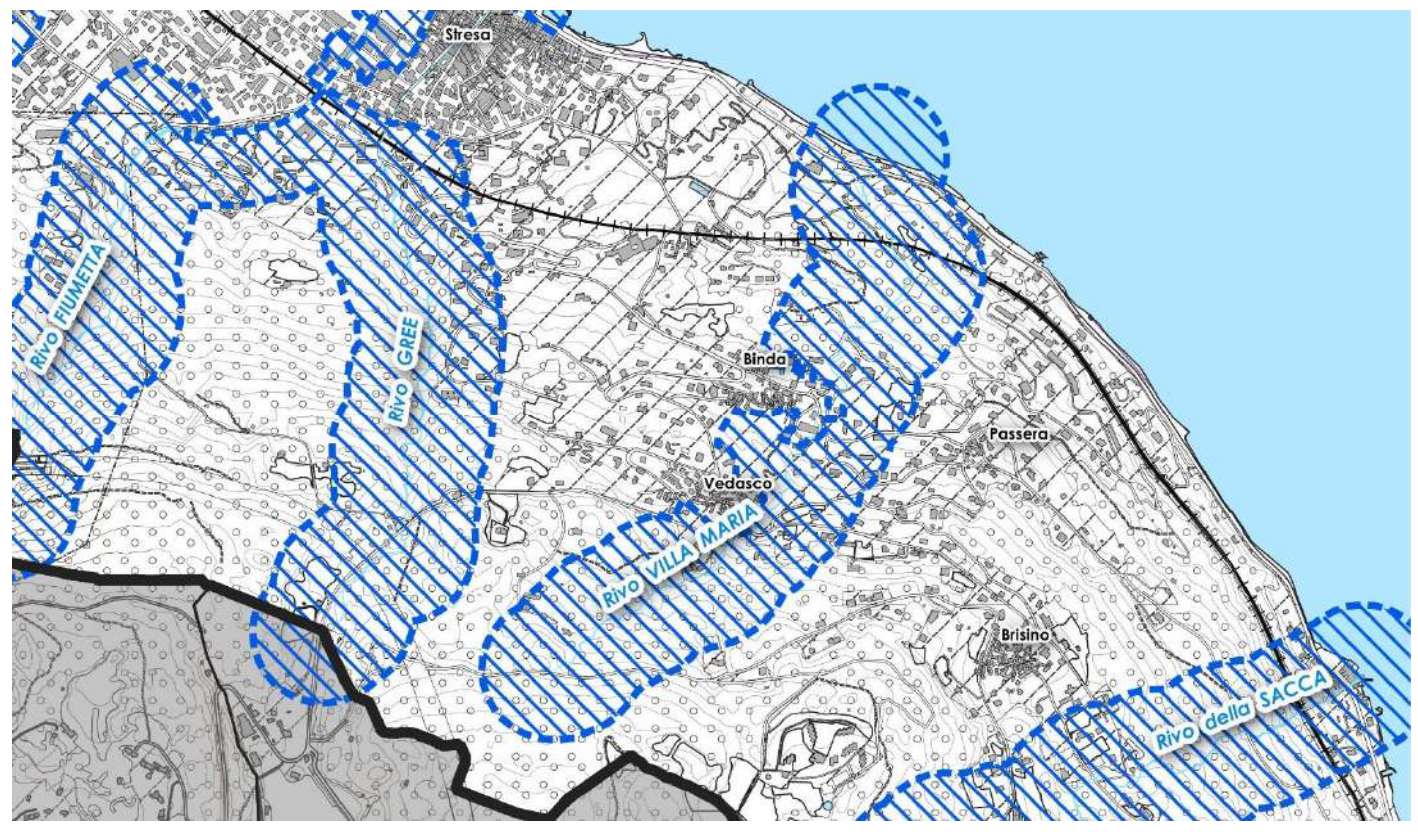 Stresa
Rivo FIUMETTA
Rivo GREE
Binda
Passera
Vedasco
Rivo VILLA MARIA
Brisino
Rivo della SACCA